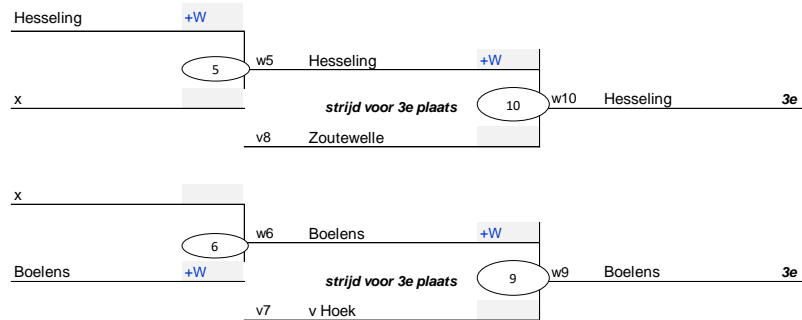 Hesseling +W
5 w5 Hesseling +W
x strijd voor 3e plaats 10 w10 Hesseling 3e
v8 Zoutewelle
x
6 w6 Boelens +W
Boelens +W strijd voor 3e plaats 9 w9 Boelens 3e
v7 v Hoek